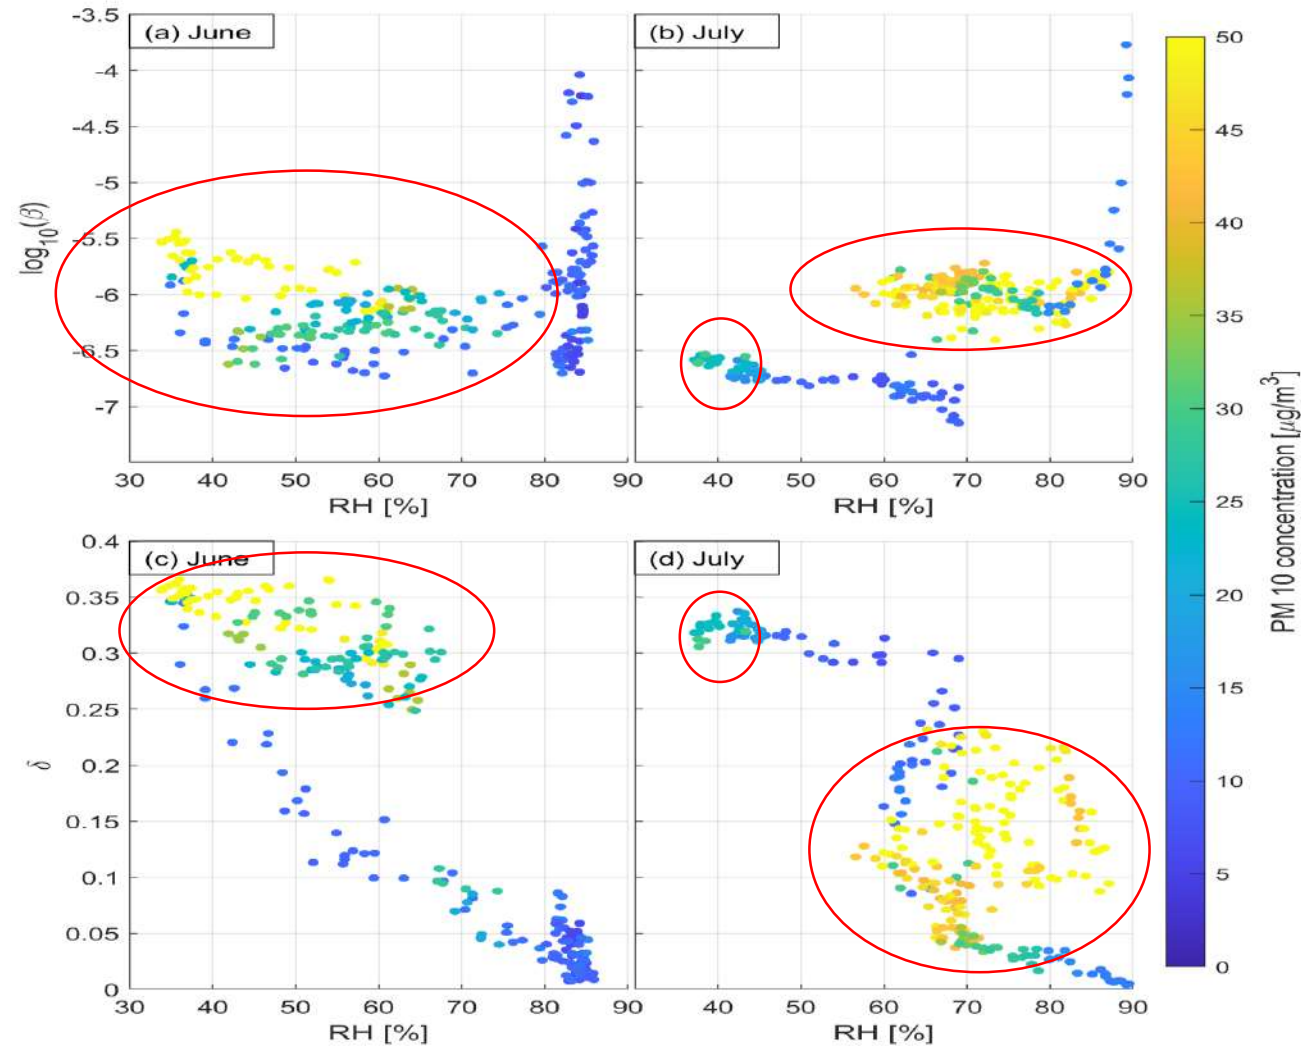 (a) June
(b) July
-3.5
-4
-4.5
-5
-5.5
-6
-6.5
-7
log10(β)
30 40 50 60 70 80 90
40 50 60 70 80 90
RH [%]
RH [%]
(c) June
(d) July
0.4
0.35
0.3
0.25
0.2
0.15
0.1
0.05
0
δ
30 40 50 60 70 80 90
40 50 60 70 80 90
RH [%]
RH [%]
50
45
40
35
30
25
20
15
10
5
0
PM 10 concentration [μg/m³]